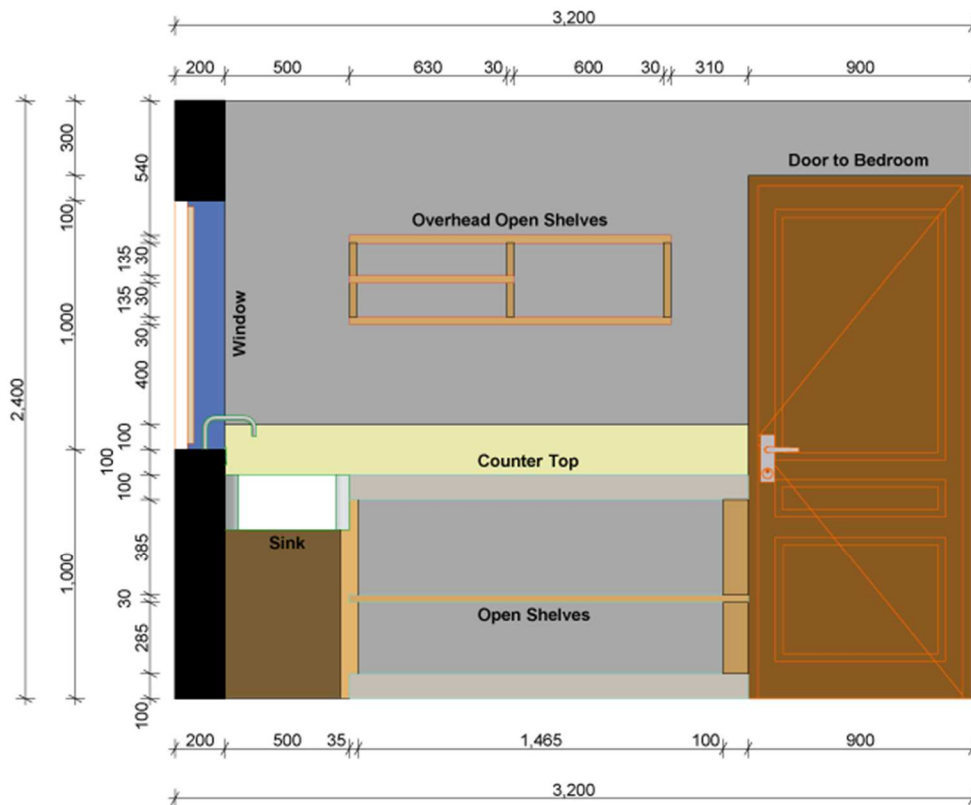 3,200
200 500 630 30 600 30 310 900
300
540
Door to Bedroom
100
Overhead Open Shelves
135 30
135 30
30
Window
1,000
400
2,400
100
100
Counter Top
100
Sink
385
1,000
30
Open Shelves
285
100
200 500 35 1,465 100 900
3,200